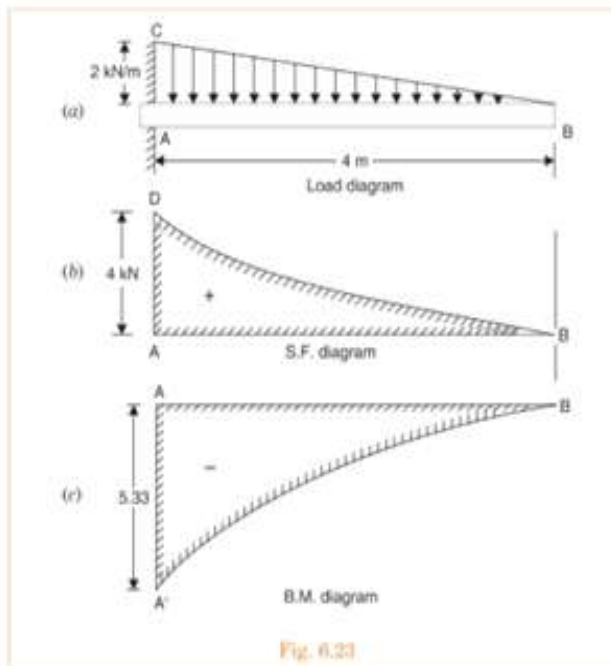 C
2 kN/m
(a)
A
B
4 m
Load diagram
D
(b)
4 kN
+
A
B
S.F. diagram
A
B
(c)
5.33
–
A'
B.M. diagram
Fig. 6.23